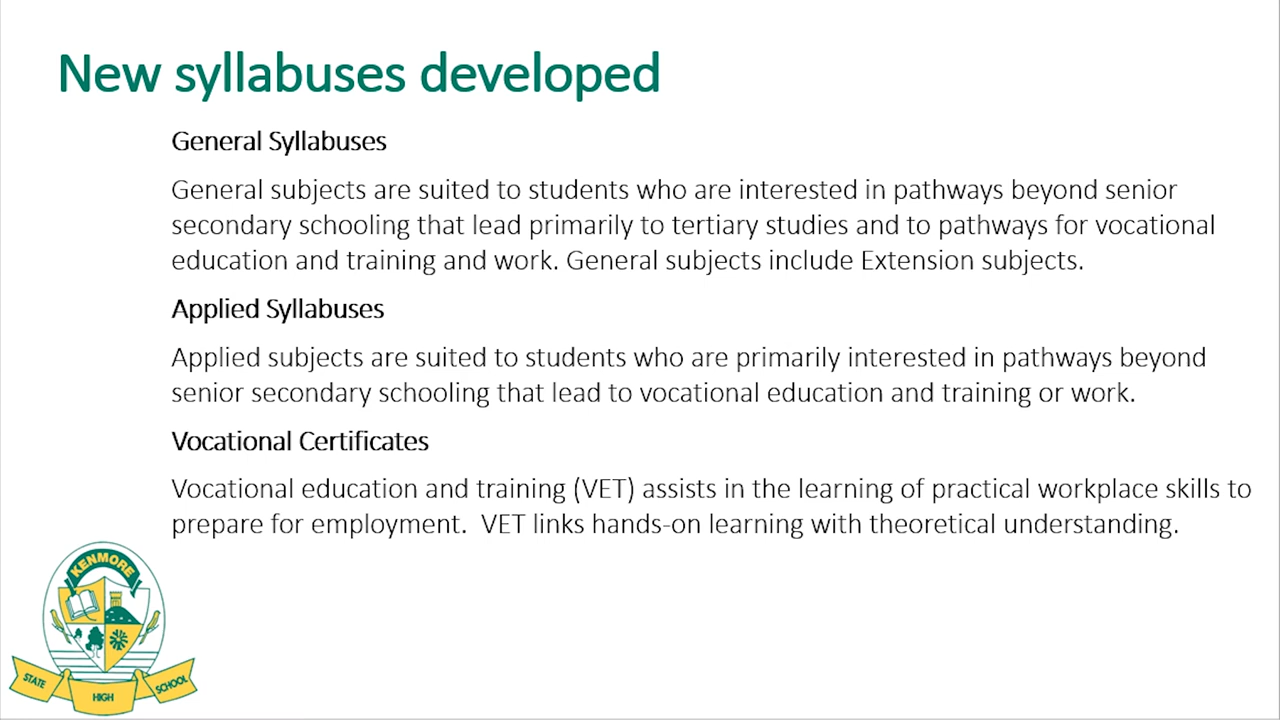 New syllabuses developed
General Syllabuses
General subjects are suited to students who are interested in pathways beyond senior
secondary schooling that lead primarily to tertiary studies and to pathways for vocational
education and training and work. General subjects include Extension subjects.
Applied Syllabuses
Applied subjects are suited to students who are primarily interested in pathways beyond
senior secondary schooling that lead to vocational education and training or work.
Vocational Certificates
Vocational education and training (VET) assists in the learning of practical workplace skills to
prepare for employment.  VET links hands-on learning with theoretical understanding.
KENMORE
STATE
HIGH
SCHOOL